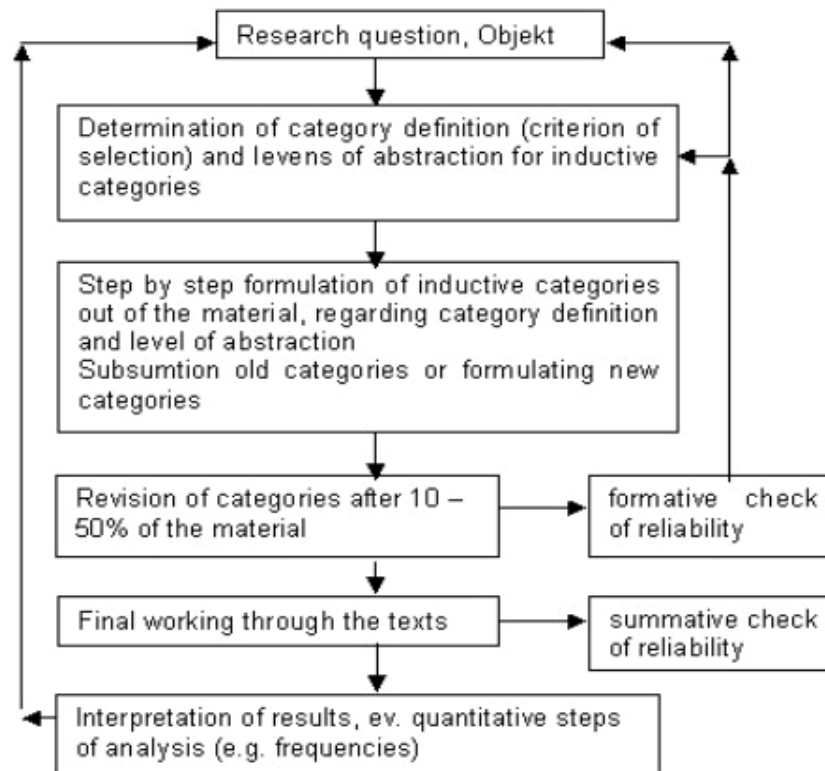 Research question, Objekt
Determination of category definition (criterion of
selection) and levens of abstraction for inductive
categories
Step by step formulation of inductive categories
out of the material, regarding category definition
and level of abstraction
Subsumtion old categories or formulating new
categories
Revision of categories after 10 –
50% of the material
formative check
of reliability
Final working through the texts
summative check
of reliability
Interpretation of results, ev. quantitative steps
of analysis (e.g. frequencies)